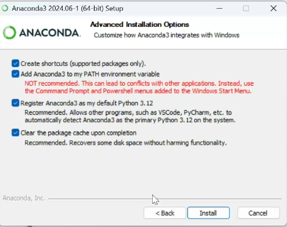 Anaconda3 2024.06-1 (64-bit) Setup
ANACONDA.
Advanced Installation Options
Customize how Anaconda3 integrates with Windows
Create shortcuts (supported packages only).
Add Anaconda3 to my PATH environment variable
NOT recommended. This can lead to conflicts with other applications. Instead, use
the Command Prompt and Powershell menus added to the Windows Start Menu.
Register Anaconda3 as my default Python 3.12
Recommended. Allows other programs, such as VSCode, PyCharm, etc. to
automatically detect Anaconda3 as the primary Python 3.12 on the system.
Clear the package cache upon completion
Recommended. Recovers some disk space without harming functionality.
Anaconda, Inc.
< Back
Install
Cancel